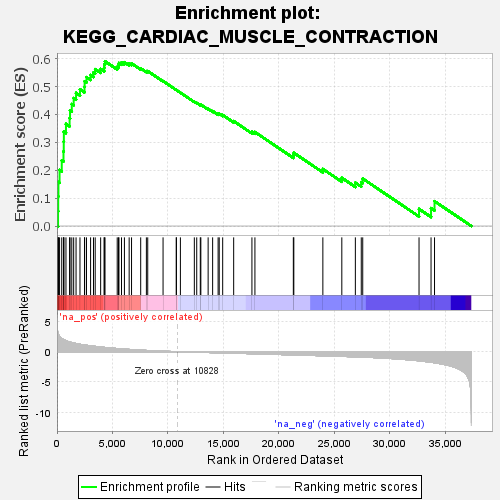 Enrichment plot:
KEGG_CARDIAC_MUSCLE_CONTRACTION
Enrichment score (ES)
0.6
0.5
0.4
0.3
0.2
0.1
0.0
Ranked list metric (PreRanked)
'na_pos' (positively correlated)
5
0
-5
-10
Zero cross at 10828
'na_neg' (negatively correlated)
0
5,000
10,000
15,000
20,000
25,000
30,000
35,000
Rank in Ordered Dataset
Enrichment profile
Hits
Ranking metric scores